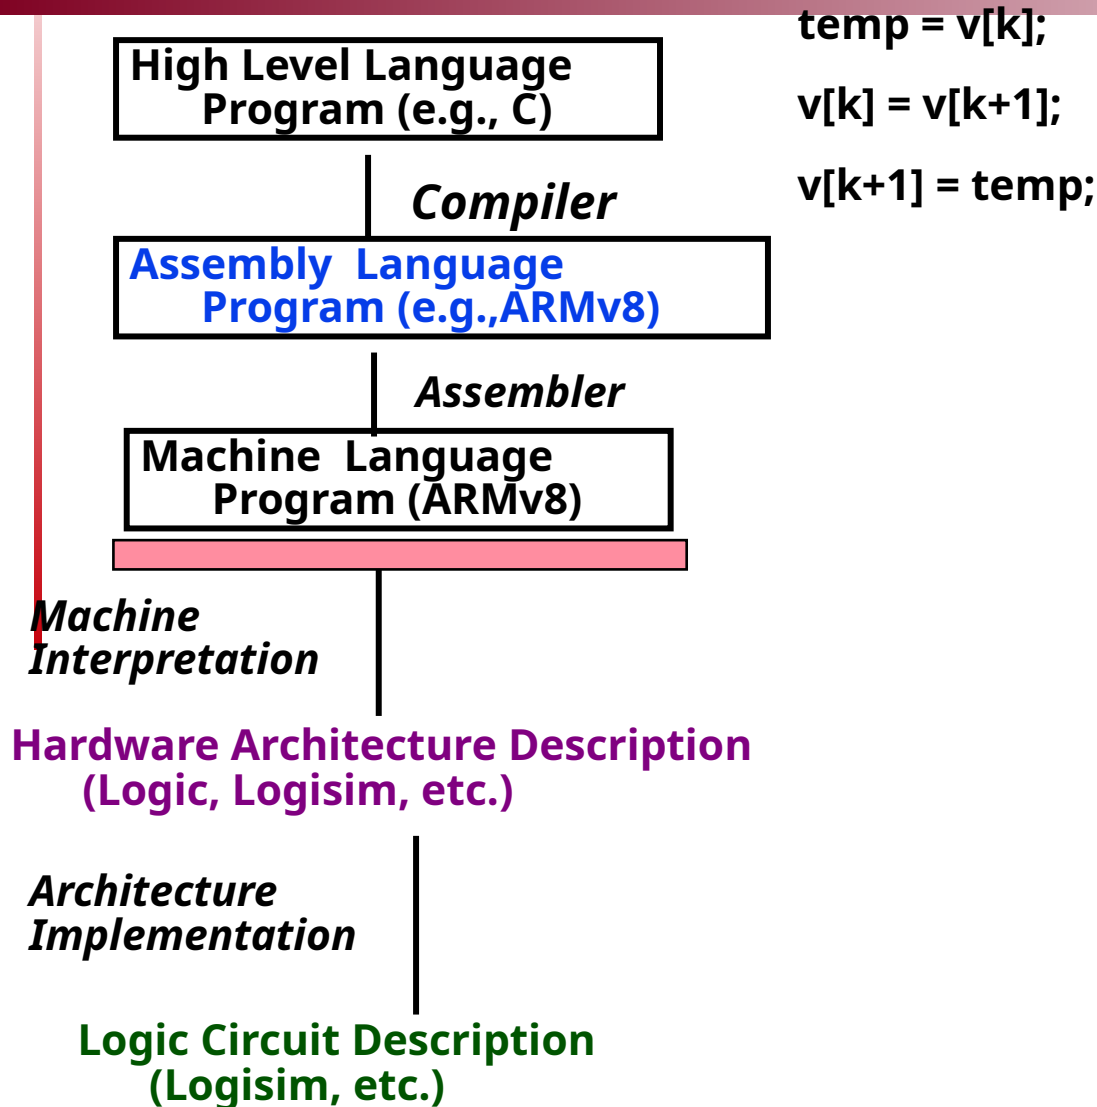 High Level Language
Program (e.g., C)
temp = v[k];
v[k] = v[k+1];
v[k+1] = temp;
Compiler
Assembly  Language
Program (e.g.,ARMv8)
Assembler
Machine  Language
Program (ARMv8)
Machine
Interpretation
Hardware Architecture Description
(Logic, Logisim, etc.)
Architecture
Implementation
Logic Circuit Description
(Logisim, etc.)